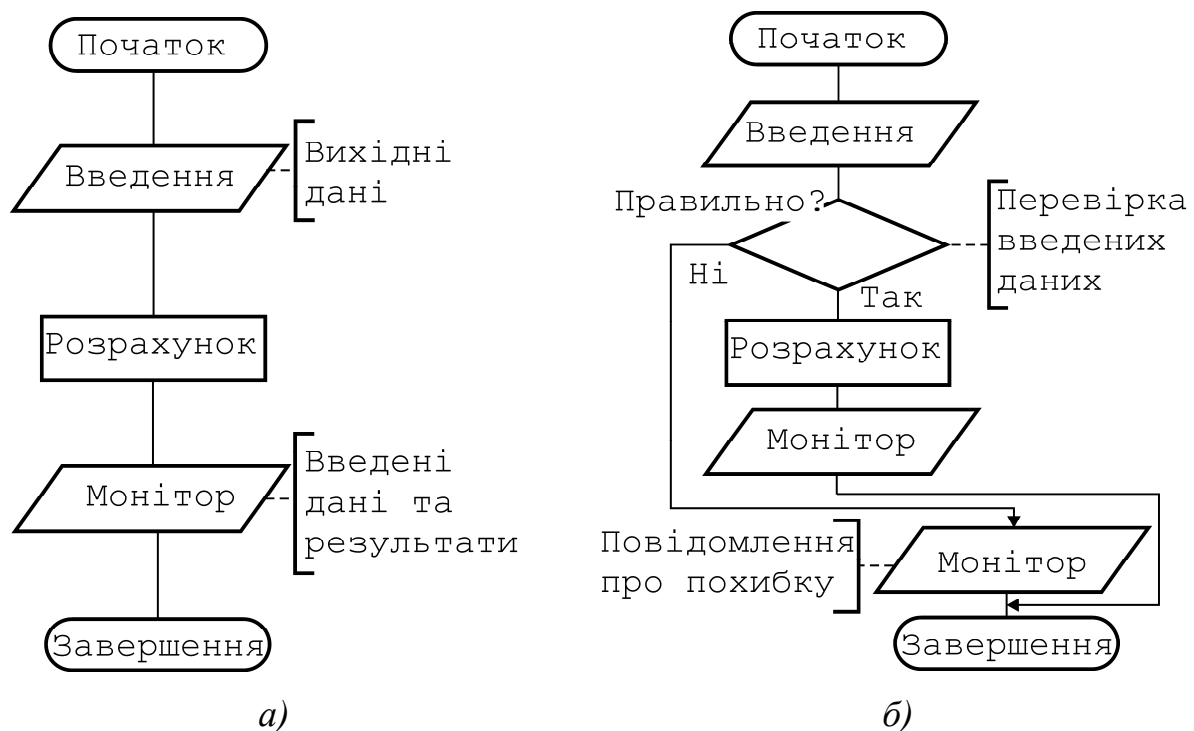 Початок
Введення
Вихідні
дані
Розрахунок
Монітор
Введені
дані та
результати
Завершення
а)
Початок
Введення
Правильно?
Перевірка
введених
даних
Ні
Так
Розрахунок
Монітор
Повідомлення
про похибку
Монітор
Завершення
б)